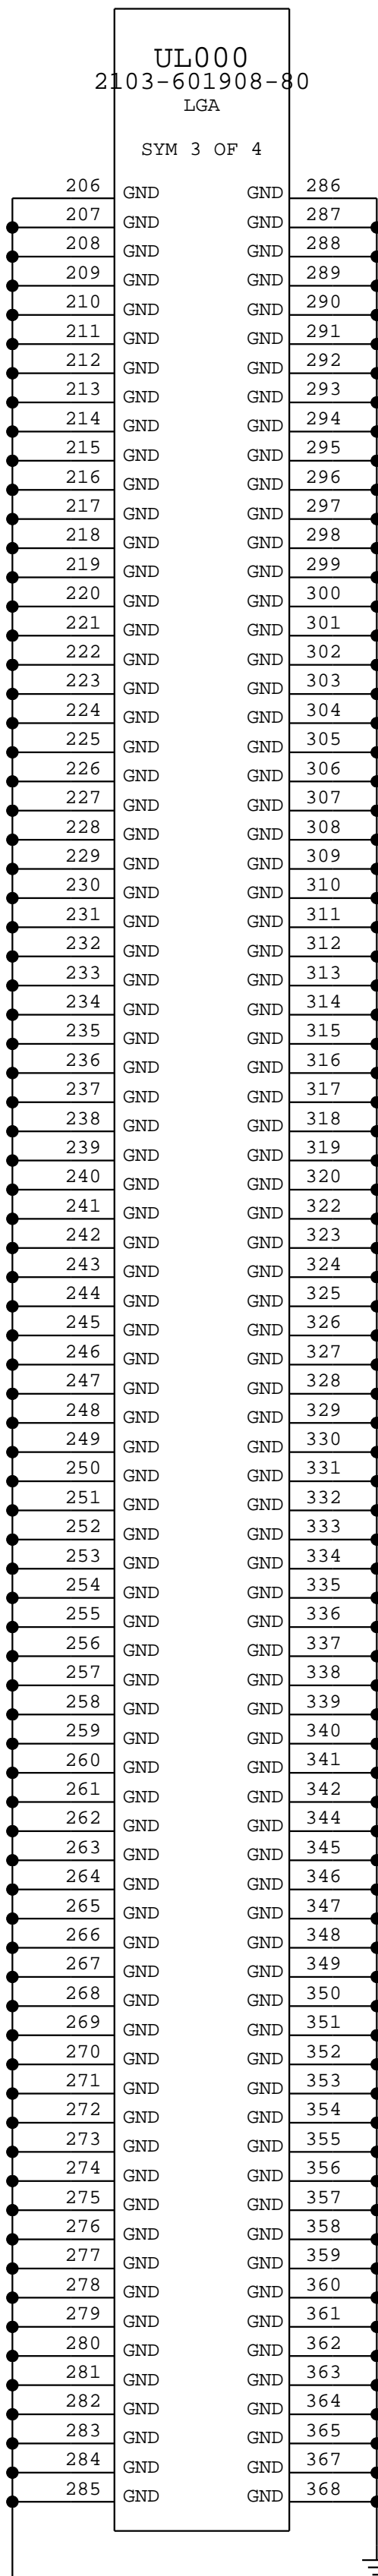 UL000
2103-601908-80
LGA
SYM 3 OF 4
206 GND GND 286
207 GND GND 287
208 GND GND 288
209 GND GND 289
210 GND GND 290
211 GND GND 291
212 GND GND 292
213 GND GND 293
214 GND GND 294
215 GND GND 295
216 GND GND 296
217 GND GND 297
218 GND GND 298
219 GND GND 299
220 GND GND 300
221 GND GND 301
222 GND GND 302
223 GND GND 303
224 GND GND 304
225 GND GND 305
226 GND GND 306
227 GND GND 307
228 GND GND 308
229 GND GND 309
230 GND GND 310
231 GND GND 311
232 GND GND 312
233 GND GND 313
234 GND GND 314
235 GND GND 315
236 GND GND 316
237 GND GND 317
238 GND GND 318
239 GND GND 319
240 GND GND 320
241 GND GND 322
242 GND GND 323
243 GND GND 324
244 GND GND 325
245 GND GND 326
246 GND GND 327
247 GND GND 328
248 GND GND 329
249 GND GND 330
250 GND GND 331
251 GND GND 332
252 GND GND 333
253 GND GND 334
254 GND GND 335
255 GND GND 336
256 GND GND 337
257 GND GND 338
258 GND GND 339
259 GND GND 340
260 GND GND 341
261 GND GND 342
262 GND GND 344
263 GND GND 345
264 GND GND 346
265 GND GND 347
266 GND GND 348
267 GND GND 349
268 GND GND 350
269 GND GND 351
270 GND GND 352
271 GND GND 353
272 GND GND 354
273 GND GND 355
274 GND GND 356
275 GND GND 357
276 GND GND 358
277 GND GND 359
278 GND GND 360
279 GND GND 361
280 GND GND 362
281 GND GND 363
282 GND GND 364
283 GND GND 365
284 GND GND 367
285 GND GND 368